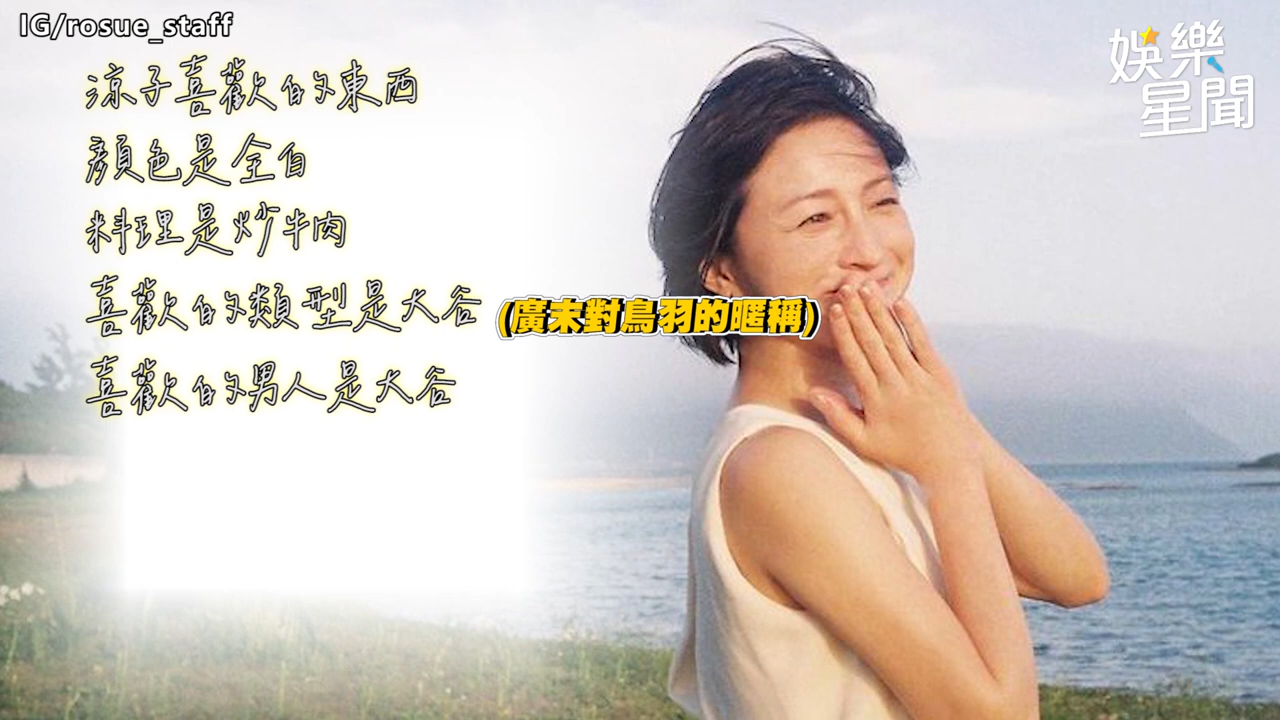 IG/rosue_staff
娛樂
星聞
涼子喜歡的東西
顏色是全白
料理是炒牛肉
喜歡的類型是大谷
(廣末對鳥羽的暱稱)
喜歡的男人是大谷